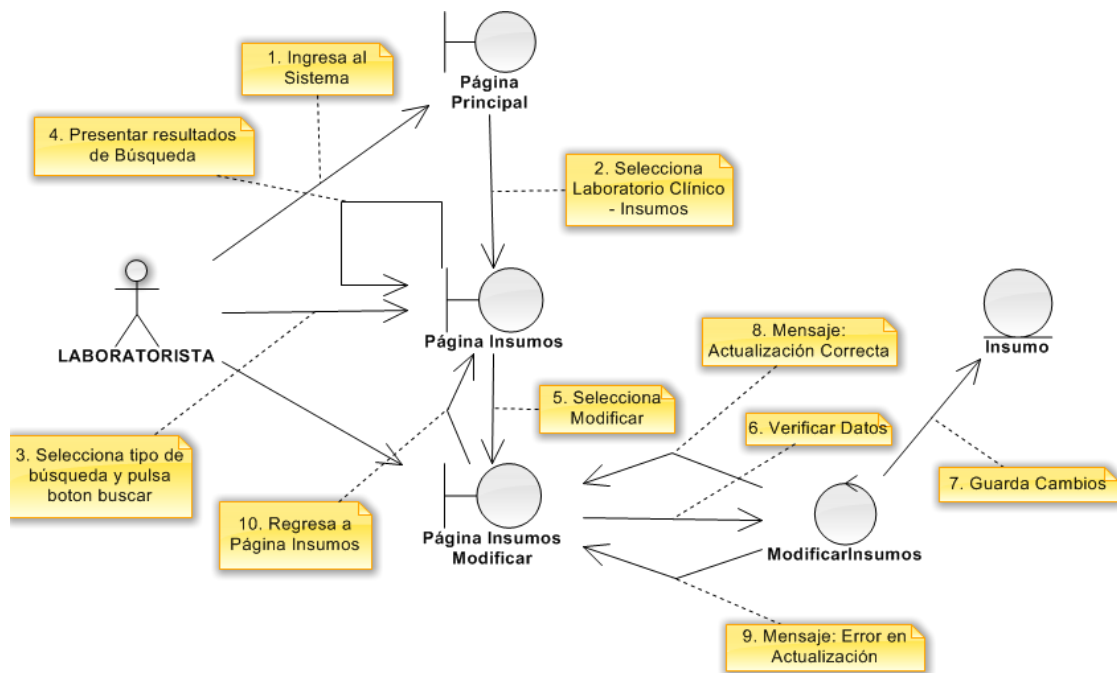 1. Ingresa al
Sistema
Página
Principal
4. Presentar resultados
de Búsqueda
2. Selecciona
Laboratorio Clínico
- Insumos
LABORATORISTA
Página Insumos
8. Mensaje:
Actualización Correcta
Insumo
5. Selecciona
Modificar
6. Verificar Datos
3. Selecciona tipo de
búsqueda y pulsa
boton buscar
7. Guarda Cambios
10. Regresa a
Página Insumos
Página Insumos
Modificar
ModificarInsumos
9. Mensaje: Error en
Actualización